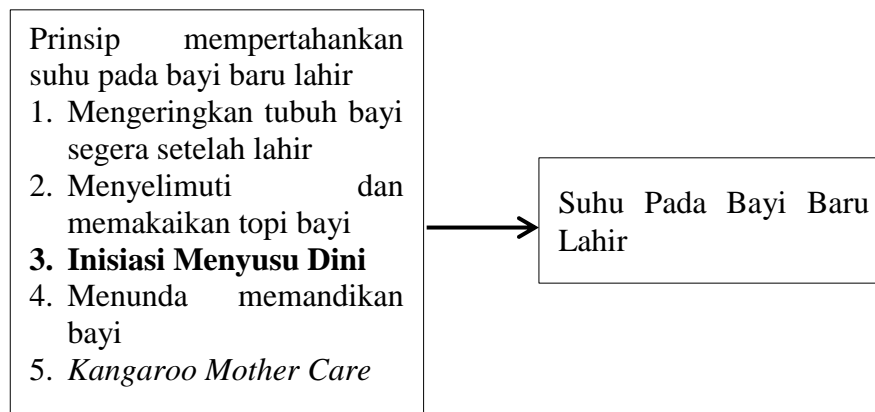 Prinsip mempertahankan
suhu pada bayi baru lahir
1. Mengeringkan tubuh bayi
segera setelah lahir
2. Menyelimuti dan
memakaikan topi bayi
3. Inisiasi Menyusu Dini
4. Menunda memandikan
bayi
5. Kangaroo Mother Care
Suhu Pada Bayi Baru
Lahir